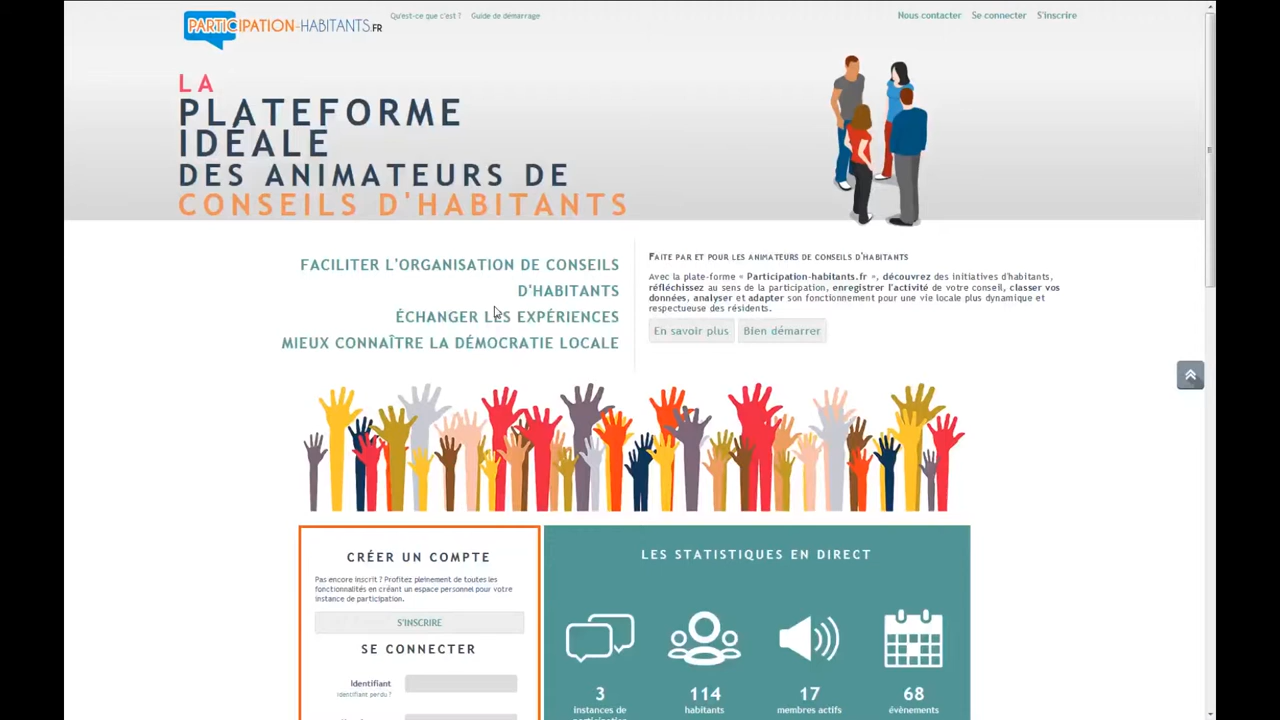 PARTICIPATION-HABITANTS.FR
Qu'est-ce que c'est ? Guide de démarrage
Nous contacter Se connecter S'inscrire
LA
PLATEFORME
IDÉALE
DES ANIMATEURS DE
CONSEILS D'HABITANTS
FACILITER L'ORGANISATION DE CONSEILS
D'HABITANTS
ÉCHANGER LES EXPÉRIENCES
MIEUX CONNAÎTRE LA DÉMOCRATIE LOCALE
FAITE PAR ET POUR LES ANIMATEURS DE CONSEILS D'HABITANTS
Avec la plate-forme « Participation-habitants.fr », découvrez des initiatives d'habitants,
réfléchissez au sens de la participation, enregistrer l'activité de votre conseil, classer vos
données, analyser et adapter son fonctionnement pour une vie locale plus dynamique et
respectueuse des résidents.
En savoir plus Bien démarrer
CRÉER UN COMPTE
Pas encore inscrit ? Profitez pleinement de toutes les
fonctionnalités en créant un espace personnel pour votre
instance de participation.
S'INSCRIRE
SE CONNECTER
Identifiant
Identifiant perdu ?
LES STATISTIQUES EN DIRECT
3 114 17 68
instances de habitants membres actifs évènements